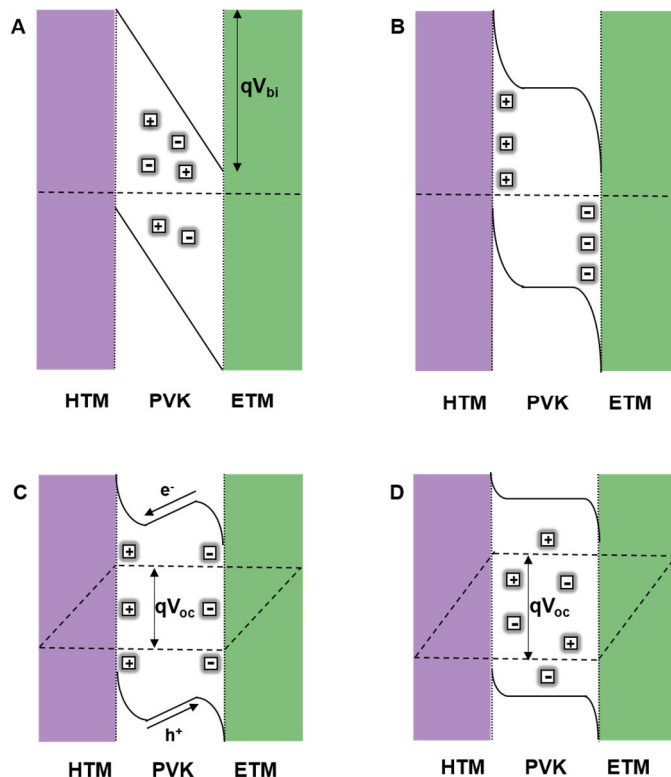 A
qVbi
+
-
-
+
+
-
HTM PVK ETM
B
+
+
+
-
-
-
HTM PVK ETM
C
e-
+
-
+
qVoc
-
+
-
h+
HTM PVK ETM
D
+
+
-
qVoc
-
+
-
HTM PVK ETM